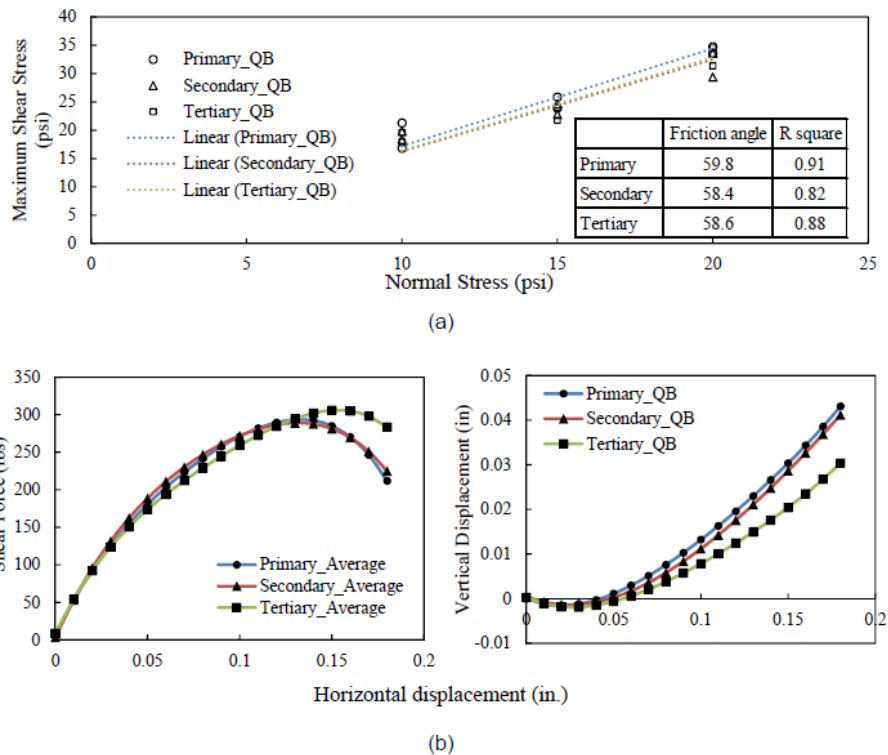 40
35
30
25
20
15
10
5
0
Maximum Shear Stress
(psi)
Primary_QB
Secondary_QB
Tertiary_QB
Linear (Primary_QB)
Linear (Secondary_QB)
Linear (Tertiary_QB)
Friction angle R square
Primary 59.8 0.91
Secondary 58.4 0.82
Tertiary 58.6 0.88
0 5 10 15 20 25
Normal Stress (psi)
(a)
350
300
250
200
150
100
50
0
Shear Force (lbs)
Primary_Average
Secondary_Average
Tertiary_Average
0 0.05 0.1 0.15 0.2
0.05
0.04
0.03
0.02
0.01
0
-0.01
Vertical Displacement (in)
Primary_QB
Secondary_QB
Tertiary_QB
0 0.1 0.2
Horizontal displacement (in.)
(b)